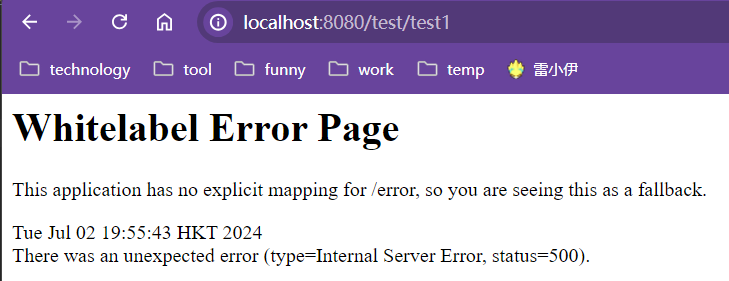 localhost:8080/test/test1
technology tool funny work temp 雷小伊
Whitelabel Error Page
This application has no explicit mapping for /error, so you are seeing this as a fallback.
Tue Jul 02 19:55:43 HKT 2024
There was an unexpected error (type=Internal Server Error, status=500).